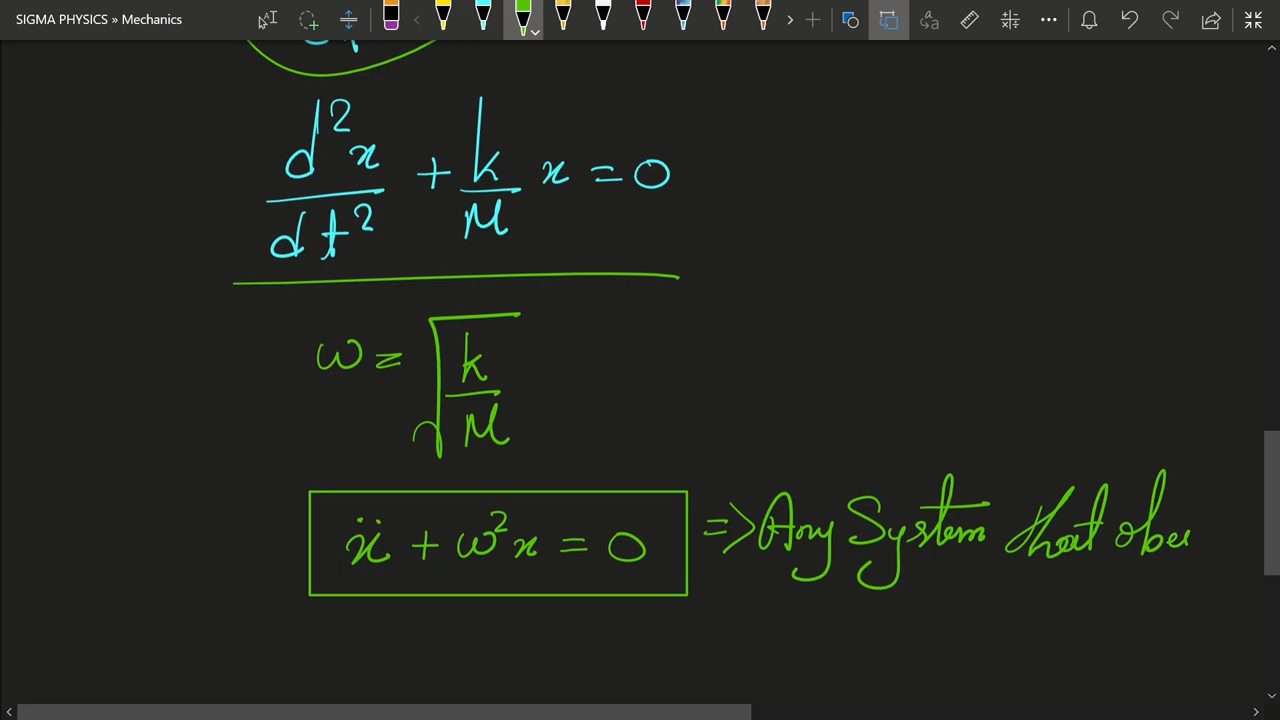 SIGMA PHYSICS » Mechanics
d²x/dt² + k/μ x = 0
ω = √(k/μ)
ẍ + ω²x = 0 ⇒ Any System that obe